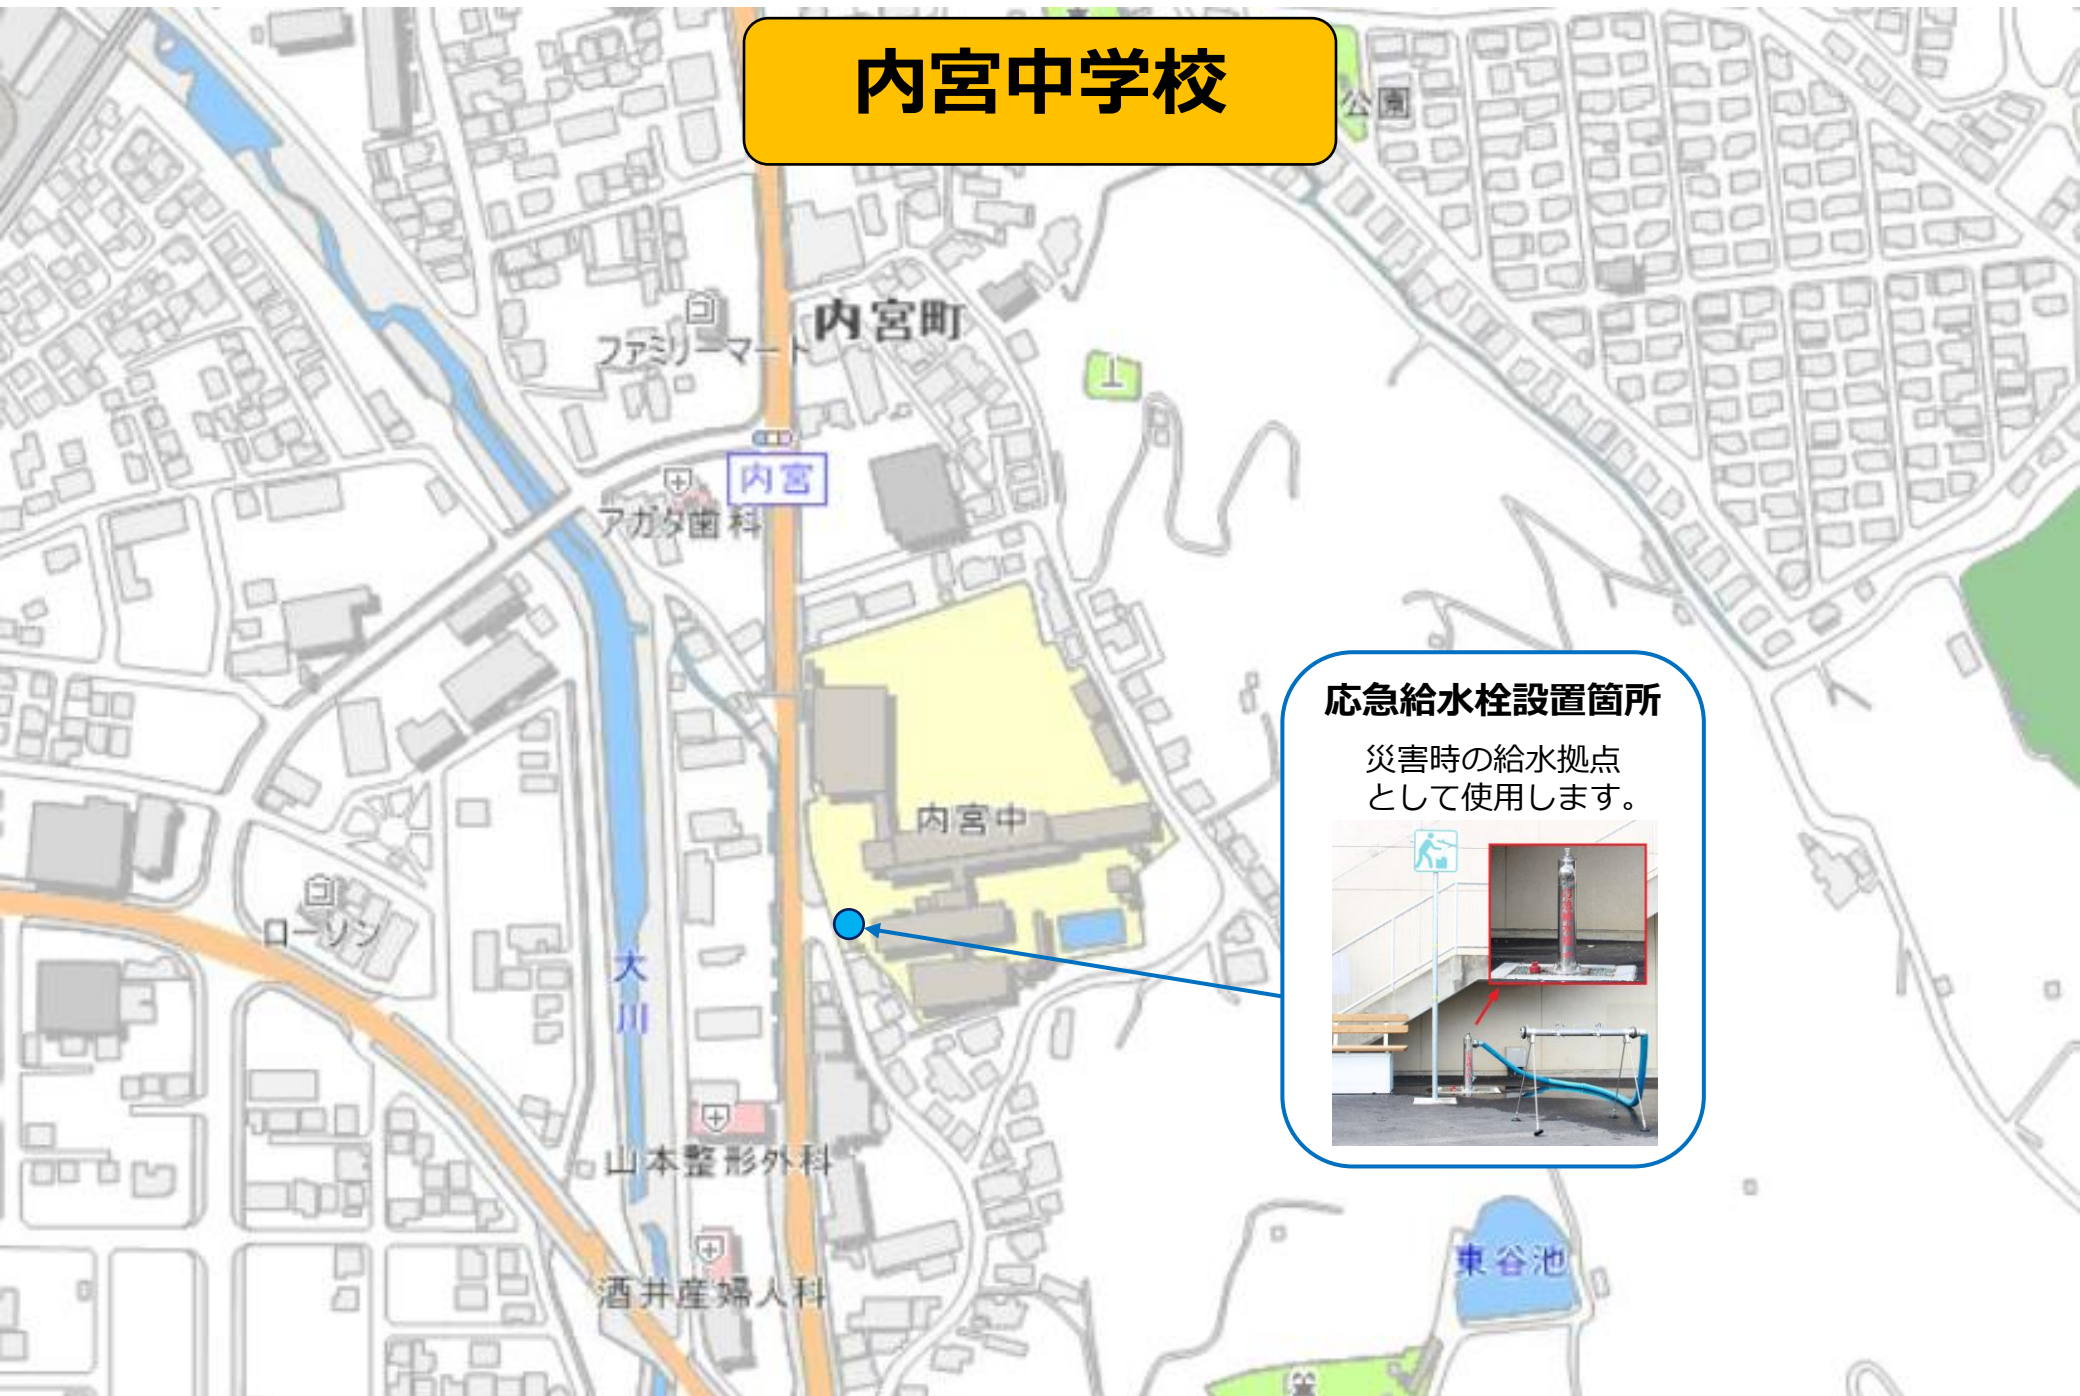 内宮中学校
公園
内宮町
ファミリーマート
内宮
アガタ歯科
応急給水栓設置箇所
災害時の給水拠点
として使用します。
内宮中
ローソン
大川
山本整形外科
東谷池
酒井産婦人科